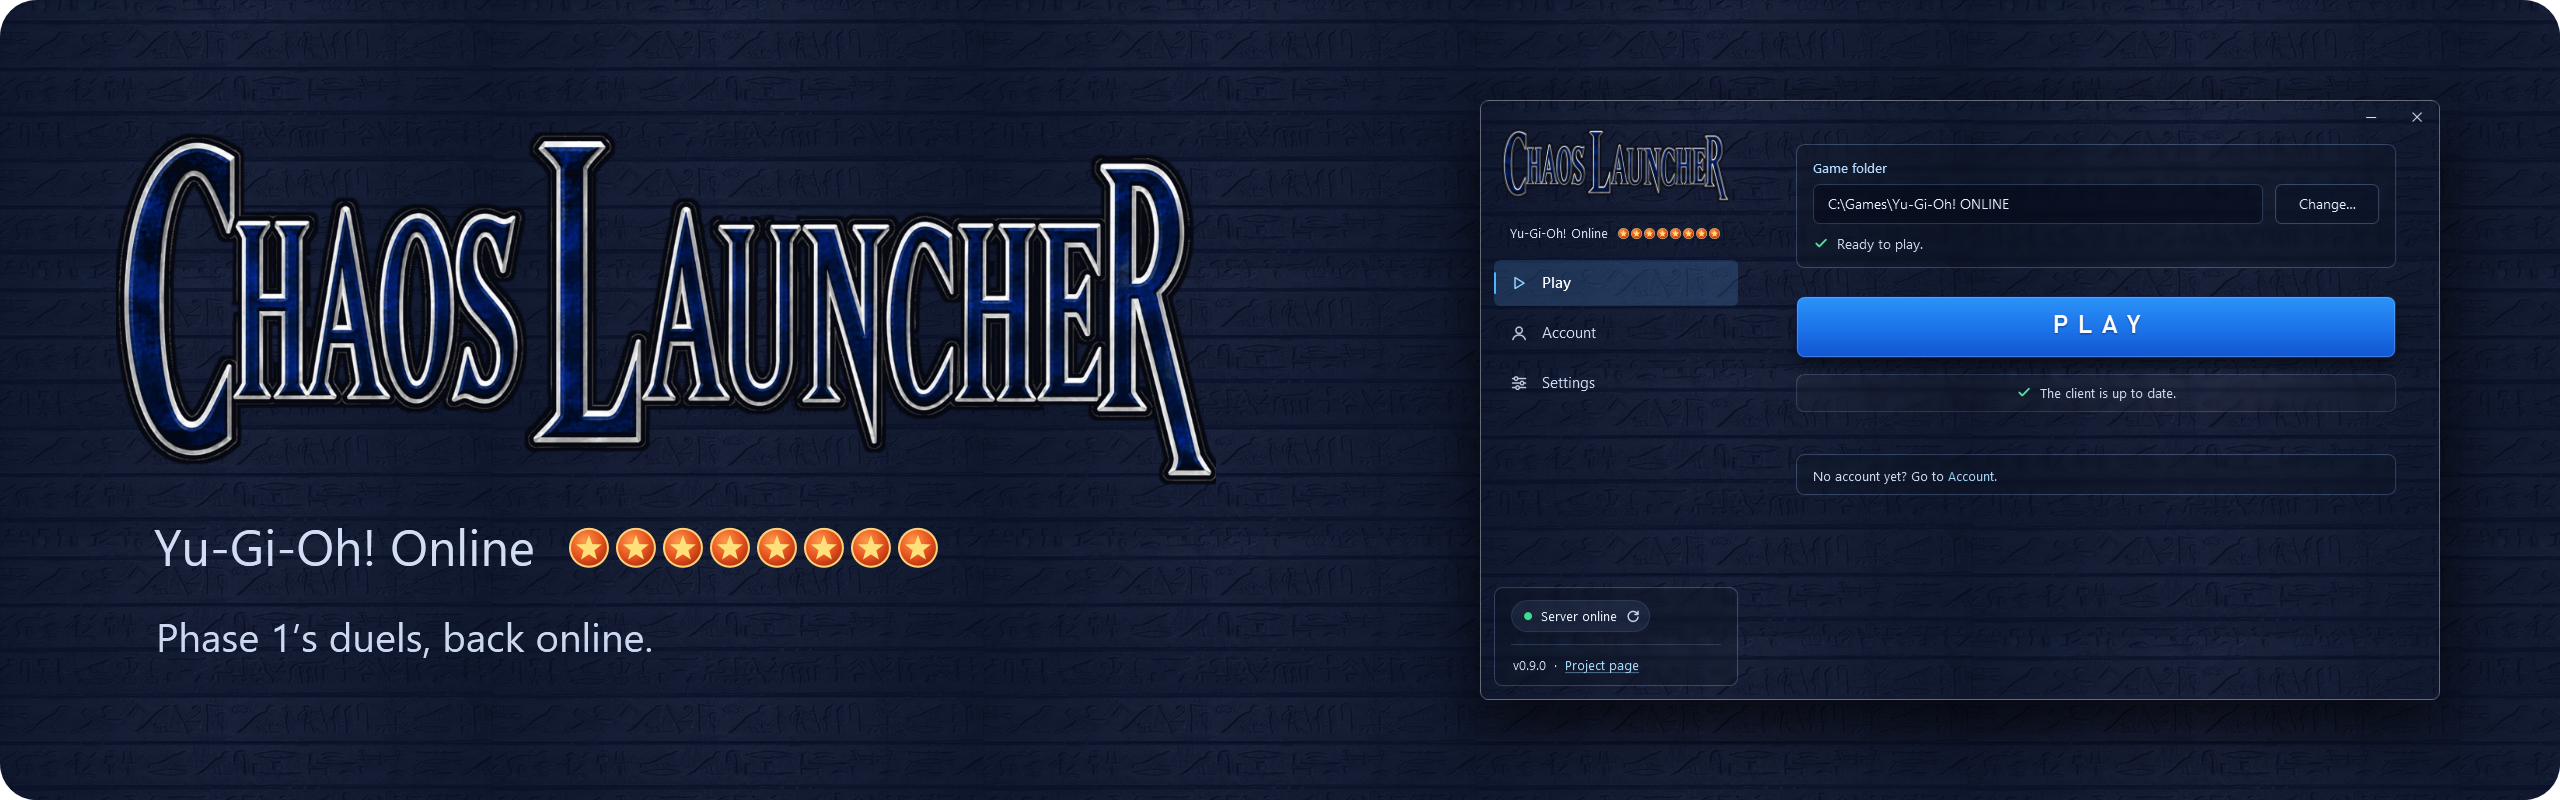 CHAOS LAUNCHER
Yu-Gi-Oh! Online
Phase 1’s duels, back online.
CHAOS LAUNCHER
Yu-Gi-Oh! Online
Play
Account
Settings
Server online
v0.9.0 · Project page
Game folder
C:\Games\Yu-Gi-Oh! ONLINE
Change...
Ready to play.
PLAY
The client is up to date.
No account yet? Go to Account.